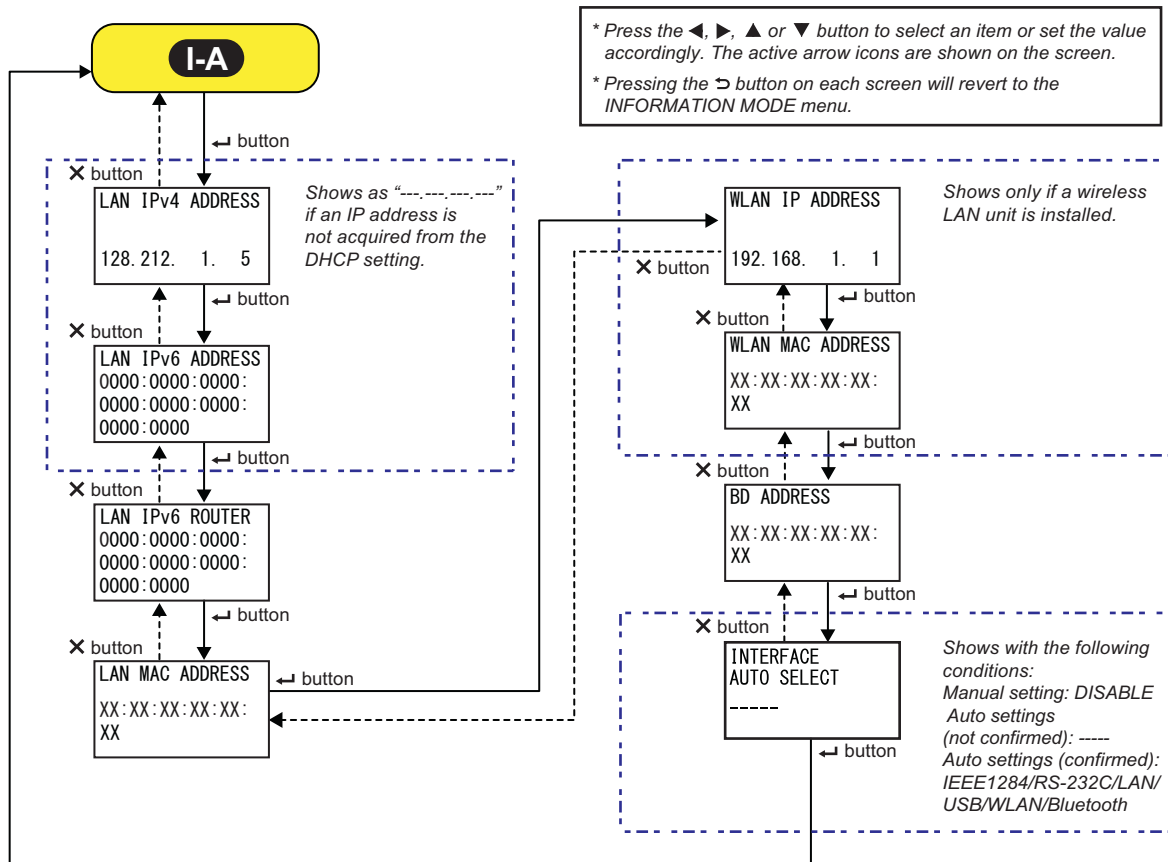 I-A
* Press the ◀, ▶, ▲ or ▼ button to select an item or set the value
accordingly. The active arrow icons are shown on the screen.
* Pressing the ⮌ button on each screen will revert to the
INFORMATION MODE menu.
↵ button
✕ button
LAN IPv4 ADDRESS
128.212.  1.  5
Shows as “---.---.---.---”
if an IP address is
not acquired from the
DHCP setting.
↵ button
✕ button
LAN IPv6 ADDRESS
0000:0000:0000:
0000:0000:0000:
0000:0000
↵ button
✕ button
LAN IPv6 ROUTER
0000:0000:0000:
0000:0000:0000:
0000:0000
↵ button
✕ button
LAN MAC ADDRESS
XX:XX:XX:XX:XX:
XX
↵ button
WLAN IP ADDRESS
192.168.  1.  1
Shows only if a wireless
LAN unit is installed.
✕ button
↵ button
✕ button
WLAN MAC ADDRESS
XX:XX:XX:XX:XX:
XX
↵ button
✕ button
BD ADDRESS
XX:XX:XX:XX:XX:
XX
↵ button
✕ button
INTERFACE
AUTO SELECT
-----
Shows with the following
conditions:
Manual setting: DISABLE
Auto settings
(not confirmed): -----
Auto settings (confirmed):
IEEE1284/RS-232C/LAN/
USB/WLAN/Bluetooth
↵ button